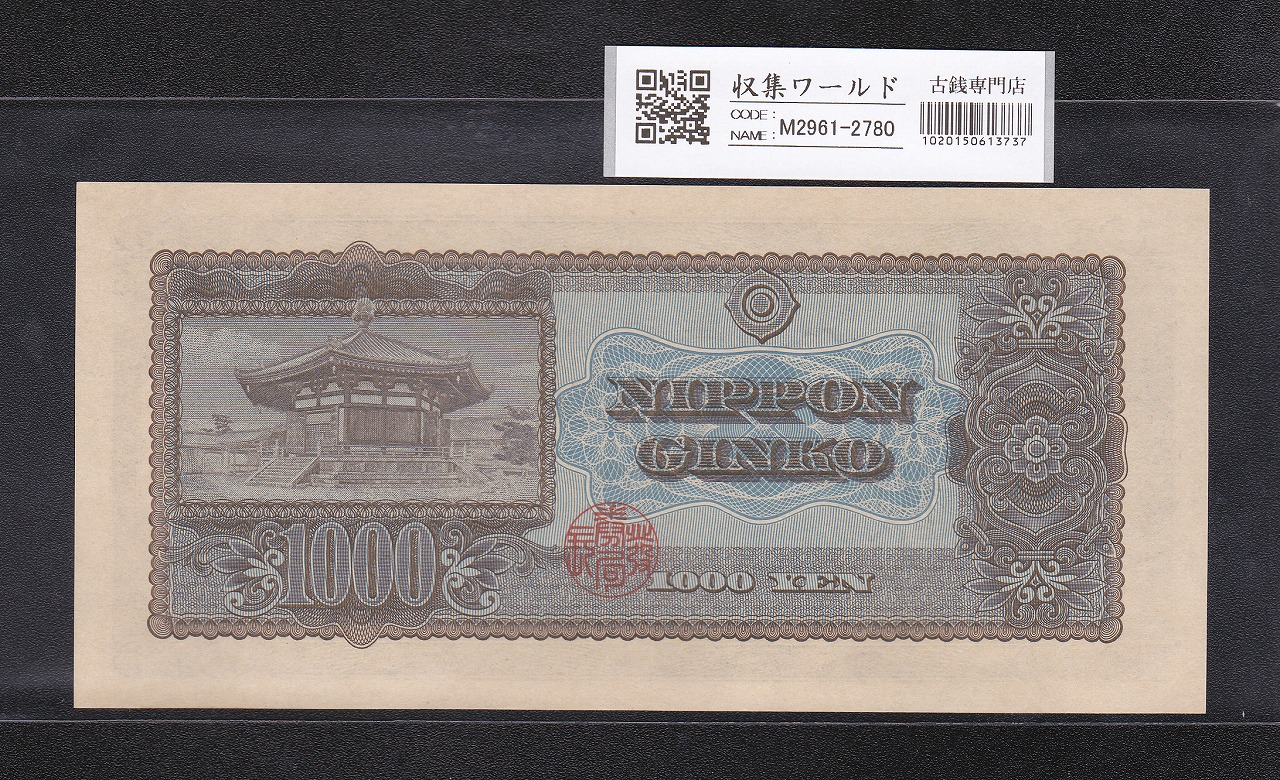 収集ワールド
古銭専門店
CODE :
NAME : M2961-2780
1020150613737
NIPPON
GINKO
1000
1000 YEN